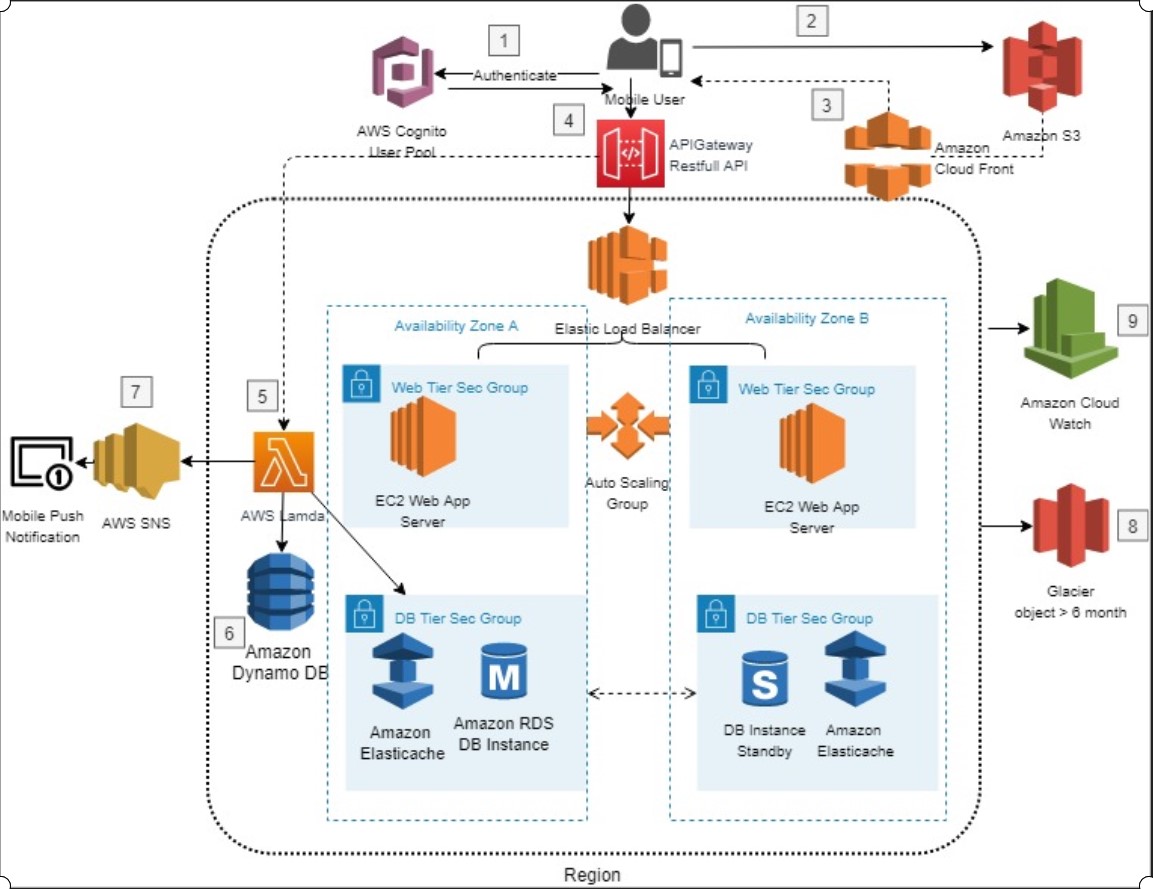 1
2
Authenticate
Mobile User
3
4
AWS Cognito
User Pool
APIGateway
Restfull API
Amazon
Cloud Front
Amazon S3
Availability Zone A
Elastic Load Balancer
Availability Zone B
9
Amazon Cloud
Watch
Web Tier Sec Group
Web Tier Sec Group
7
5
EC2 Web App
Server
Auto Scaling
Group
EC2 Web App
Server
1
Mobile Push
Notification
AWS SNS
AWS Lamda
8
Glacier
object > 6 month
6
Amazon
Dynamo DB
DB Tier Sec Group
DB Tier Sec Group
M
S
Amazon
Elasticache
Amazon RDS
DB Instance
DB Instance
Standby
Amazon
Elasticache
Region